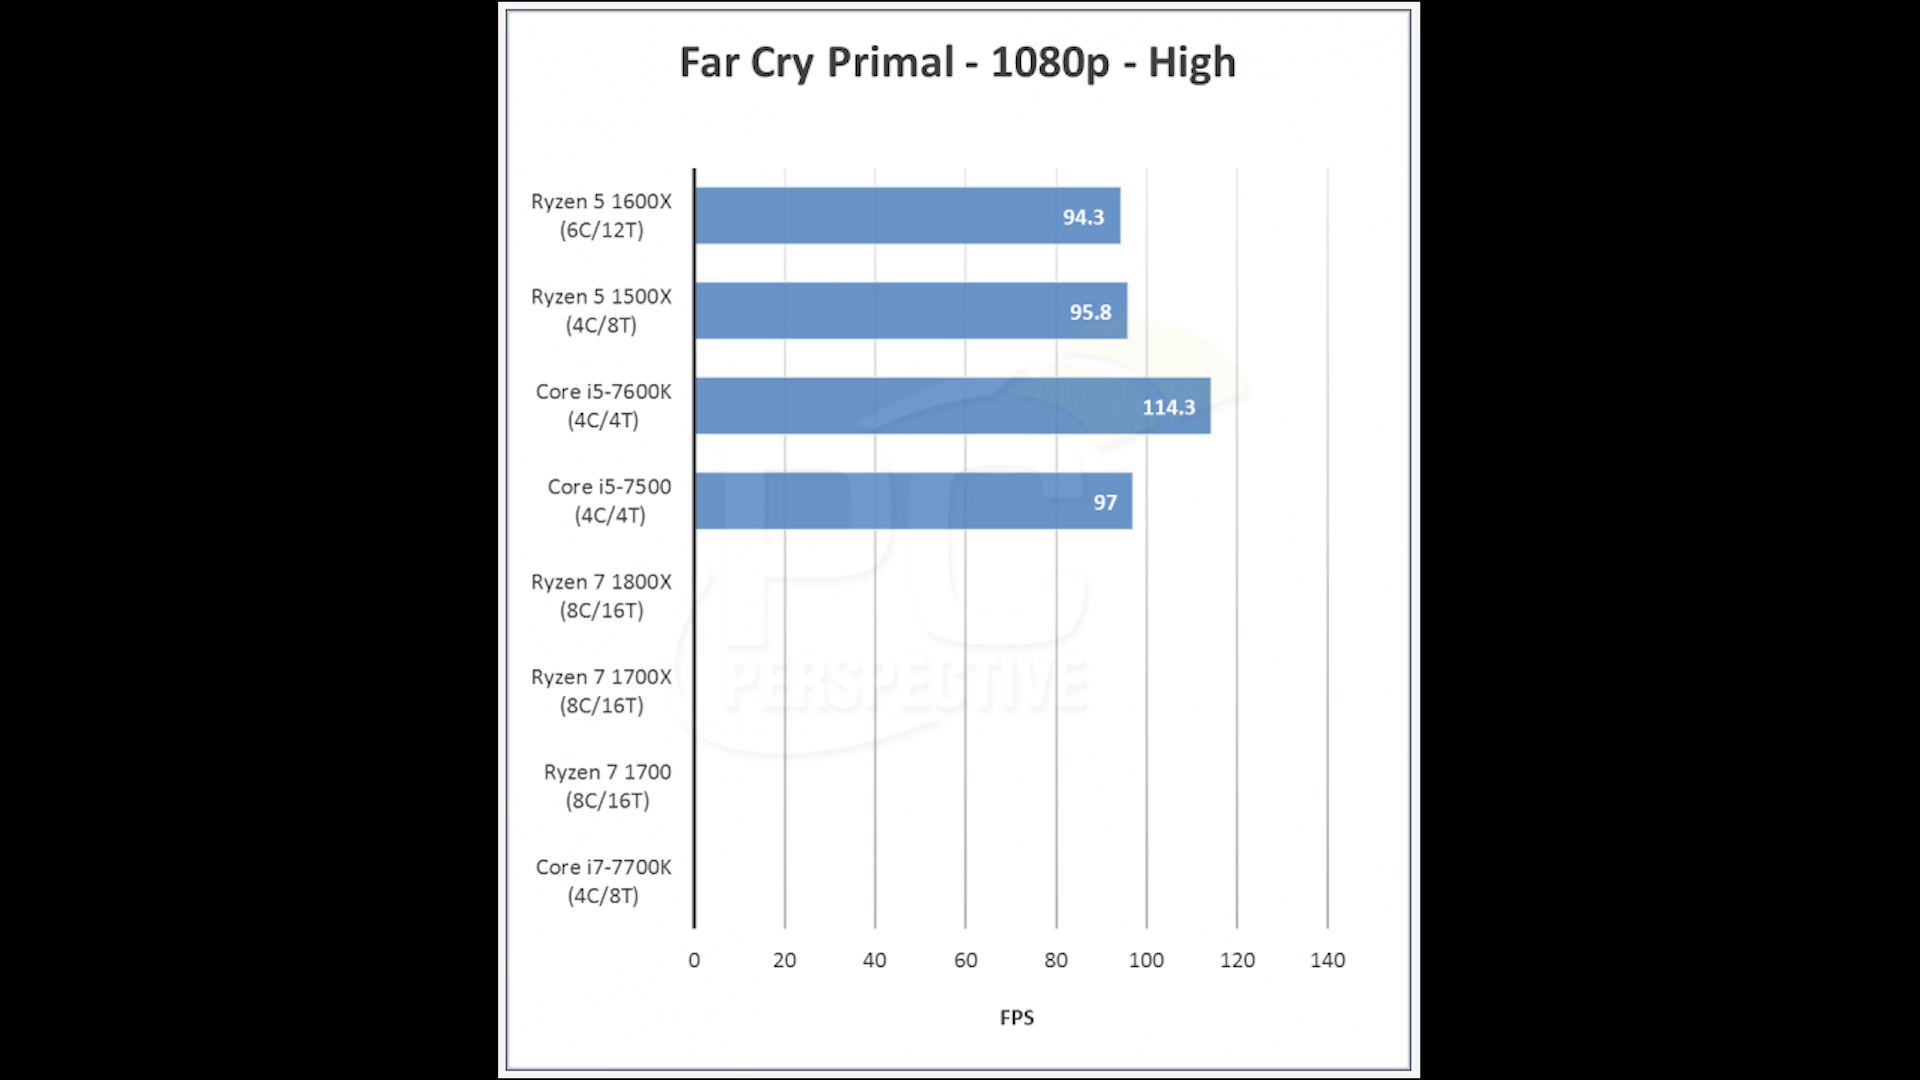 Far Cry Primal - 1080p - High
Ryzen 5 1600X
(6C/12T)
94.3
Ryzen 5 1500X
(4C/8T)
95.8
Core i5-7600K
(4C/4T)
114.3
Core i5-7500
(4C/4T)
97
Ryzen 7 1800X
(8C/16T)
Ryzen 7 1700X
(8C/16T)
Ryzen 7 1700
(8C/16T)
Core i7-7700K
(4C/8T)
PC
PERSPECTIVE
0 20 40 60 80 100 120 140
FPS